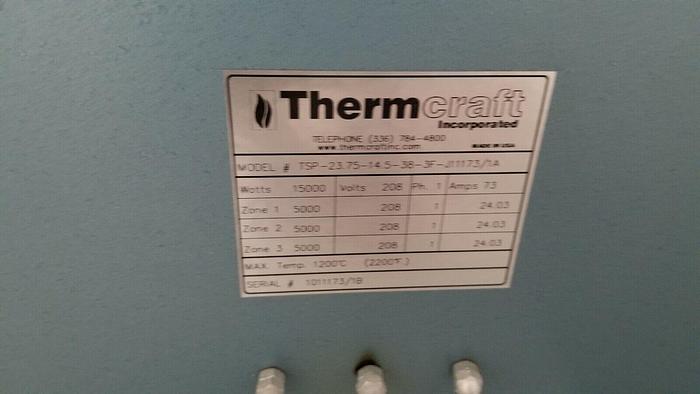 Thermcraft
Incorporated
TELEPHONE (336) 784-4800
www.thermcraftinc.com MADE IN USA
MODEL # TSP-23.75-14.5-38-3F-J11173/1A
Watts 15000 Volts 208 Ph. 1 Amps 73
Zone 1 5000 208 1 24.03
Zone 2 5000 208 1 24.03
Zone 3 5000 208 1 24.03
MAX. Temp. 1200°C (2200°F.)
SERIAL # 1011173/1B